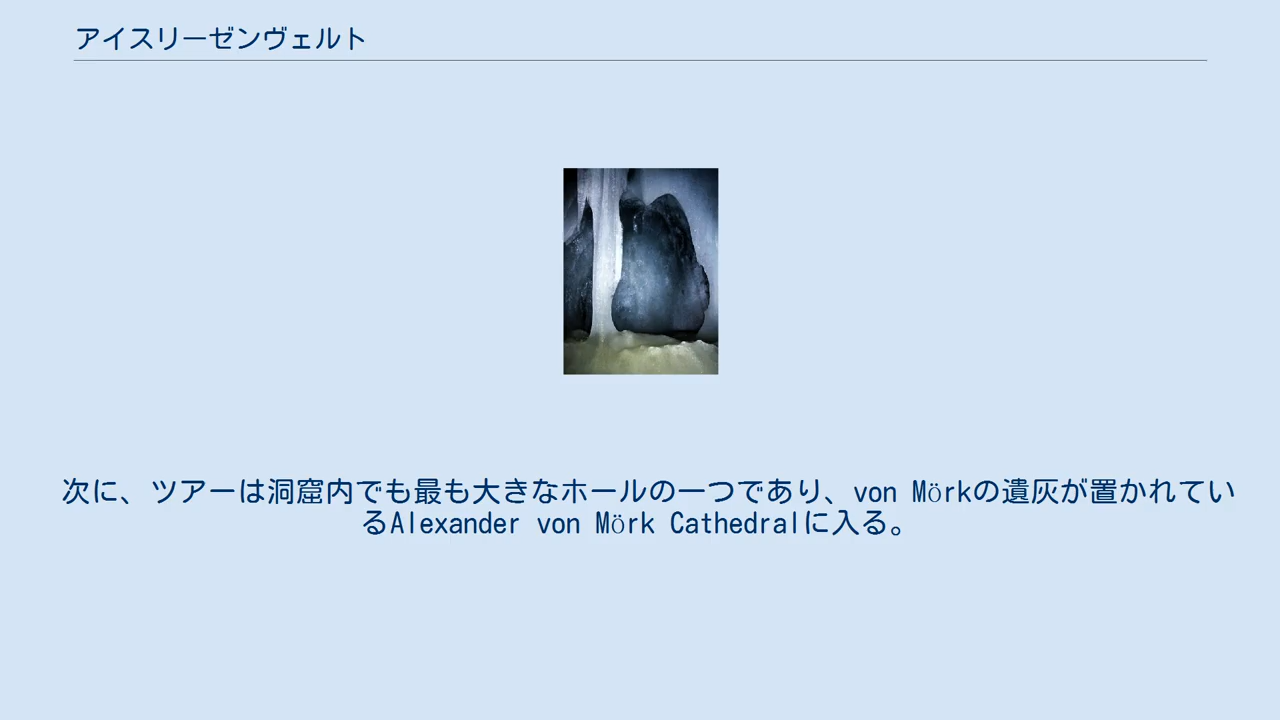 アイスリーゼンヴェルト
次に、ツアーは洞窟内でも最も大きなホールの一つであり、von Mörkの遺灰が置かれてい
るAlexander von Mörk Cathedralに入る。